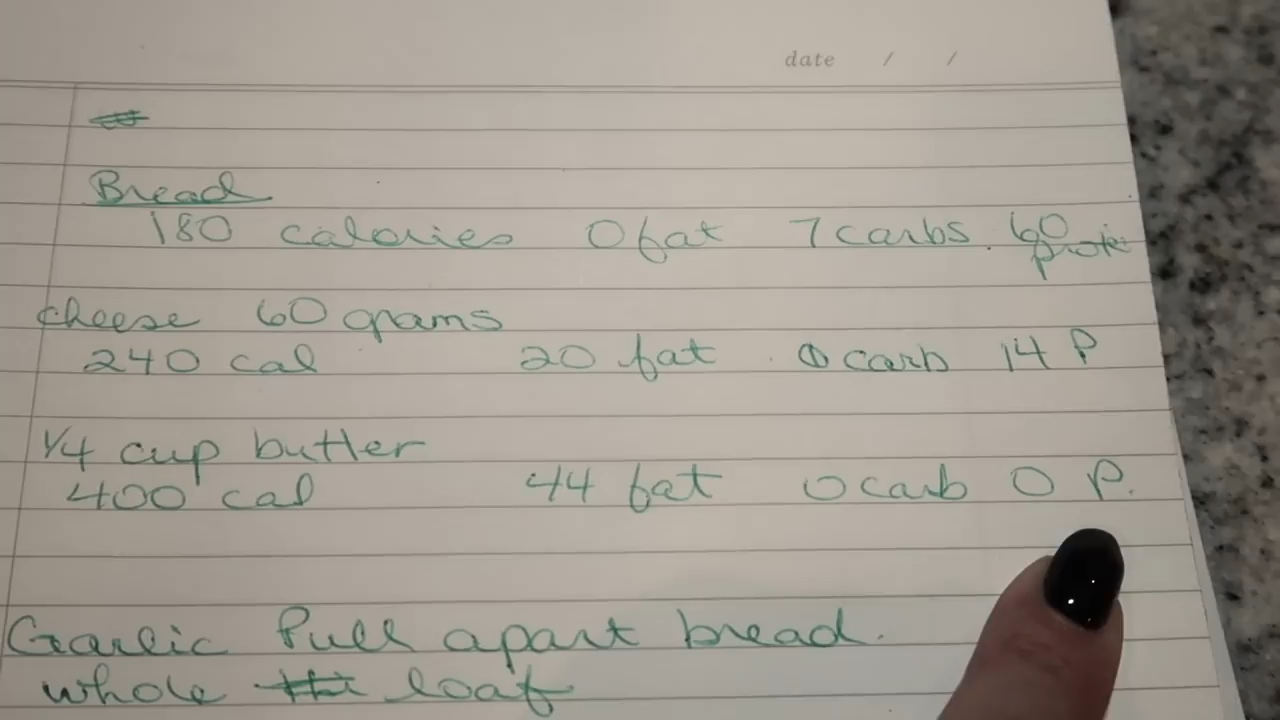 date / /
Bread
180 calories 0 fat 7 carbs. 60 protei
cheese 60 grams
240 cal 20 fat 0 carb 14 P
1/4 cup butter
400 cal 44 fat 0 carb 0 P.
Garlic Pull apart bread.
whole loaf